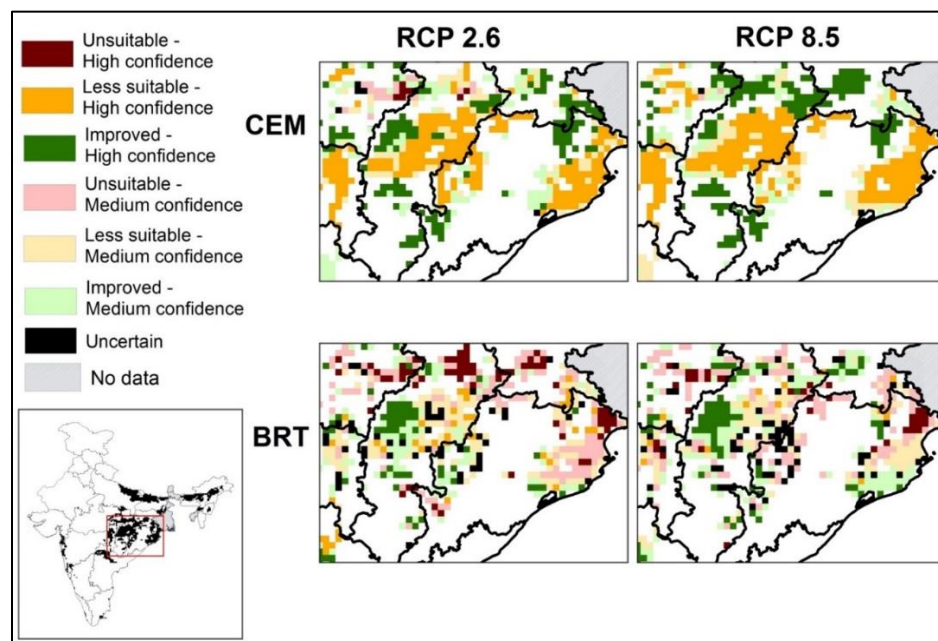 RCP 2.6
RCP 8.5
Unsuitable -
High confidence
Less suitable -
High confidence
Improved -
High confidence
Unsuitable -
Medium confidence
Less suitable -
Medium confidence
Improved -
Medium confidence
Uncertain
No data
CEM
BRT